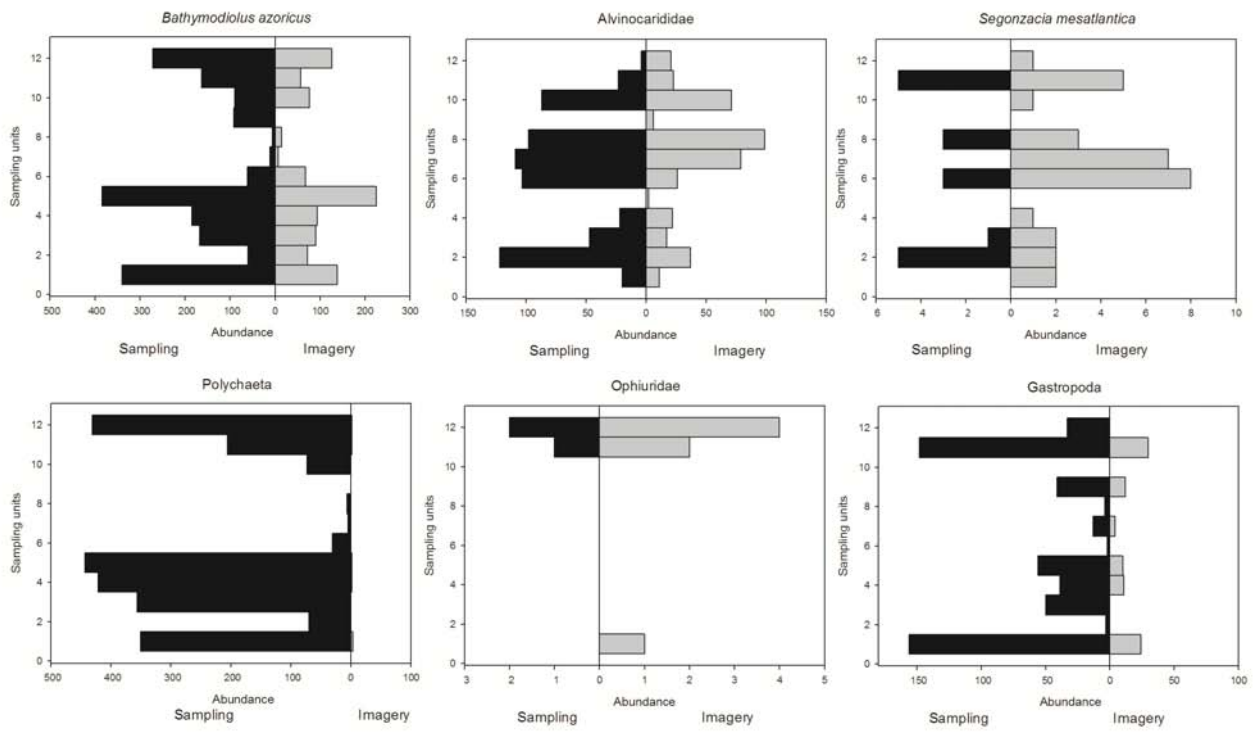 Bathymodiolus azoricus
Sampling units
12
10
8
6
4
2
0
500 400 300 200 100 0 100 200 300
Abundance
Sampling Imagery
Alvinocarididae
Sampling units
12
10
8
6
4
2
0
150 100 50 0 50 100 150
Abundance
Sampling Imagery
Segonzacia mesatlantica
Sampling units
12
10
8
6
4
2
0
6 4 2 0 2 4 6 8 10
Abundance
Sampling Imagery
Polychaeta
Sampling units
12
10
8
6
4
2
0
500 400 300 200 100 0 100
Abundance
Sampling Imagery
Ophiuridae
Sampling units
12
10
8
6
4
2
0
3 2 1 0 1 2 3 4 5
Abundance
Sampling Imagery
Gastropoda
Sampling units
12
10
8
6
4
2
0
150 100 50 0 50 100
Abundance
Sampling Imagery